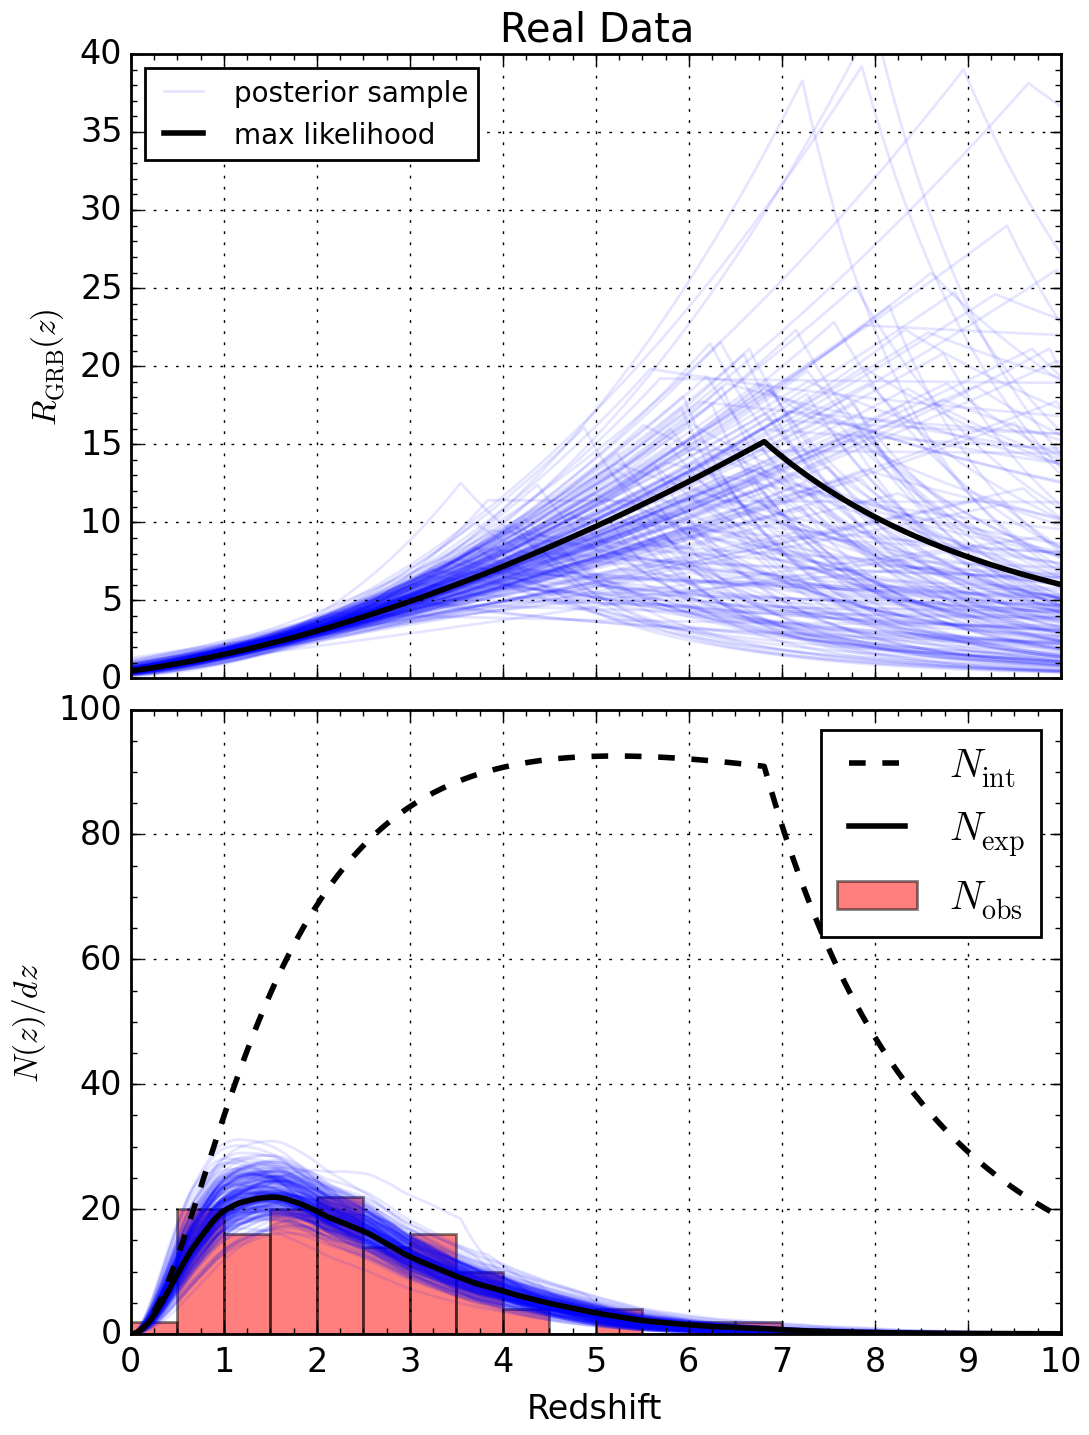 Real Data
40
35
30
25
20
15
10
5
0
R_GRB(z)
posterior sample
max likelihood
100
80
60
40
20
0
N(z)/dz
N_int
N_exp
N_obs
0 1 2 3 4 5 6 7 8 9 10
Redshift